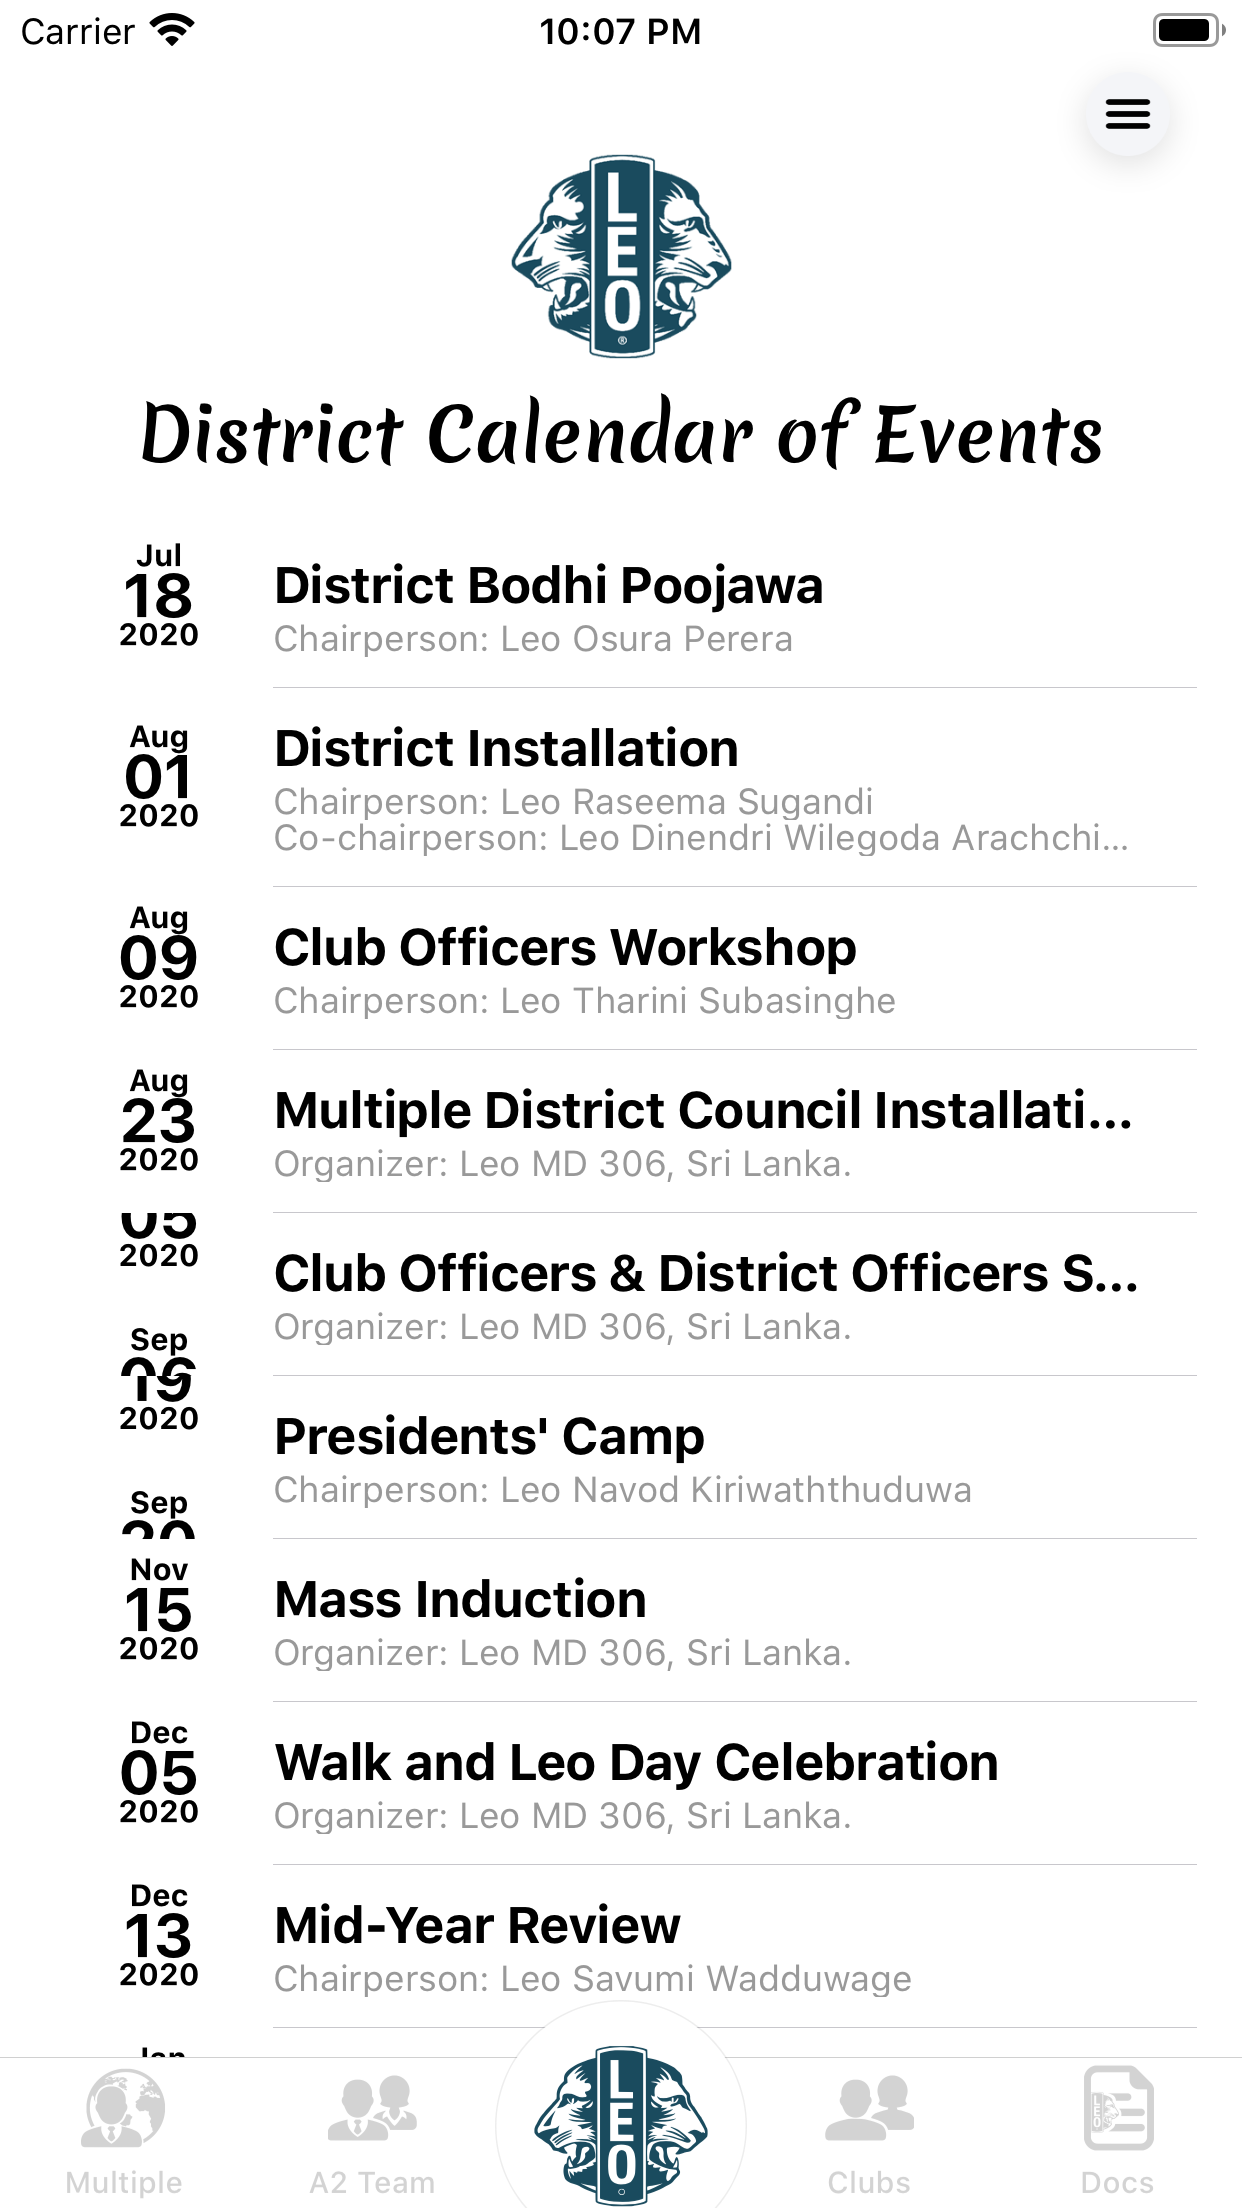 Carrier 10:07 PM
LEO
District Calendar of Events
Jul
18
2020
District Bodhi Poojawa
Chairperson: Leo Osura Perera
Aug
01
2020
District Installation
Chairperson: Leo Raseema Sugandi
Co-chairperson: Leo Dinendri Wilegoda Arachchi...
Aug
09
2020
Club Officers Workshop
Chairperson: Leo Tharini Subasinghe
Aug
23
2020
Multiple District Council Installati...
Organizer: Leo MD 306, Sri Lanka.
05
2020
Sep
Club Officers & District Officers S...
Organizer: Leo MD 306, Sri Lanka.
19
2020
Sep
Presidents' Camp
Chairperson: Leo Navod Kiriwaththuduwa
Nov
15
2020
Mass Induction
Organizer: Leo MD 306, Sri Lanka.
Dec
05
2020
Walk and Leo Day Celebration
Organizer: Leo MD 306, Sri Lanka.
Dec
13
2020
Mid-Year Review
Chairperson: Leo Savumi Wadduwage
Multiple
A2 Team
LEO
Clubs
Docs